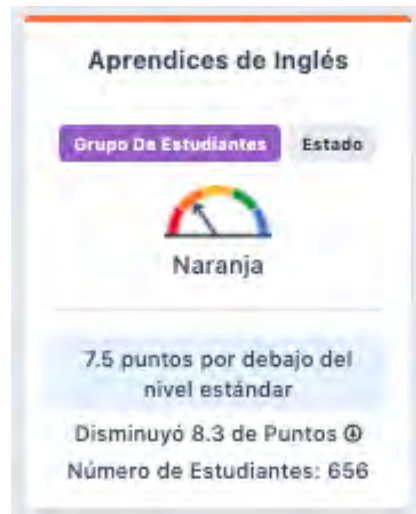 Aprendices de Inglés
Grupo De Estudiantes Estado
Naranja
7.5 puntos por debajo del
nivel estándar
Disminuyó 8.3 de Puntos
Número de Estudiantes: 656